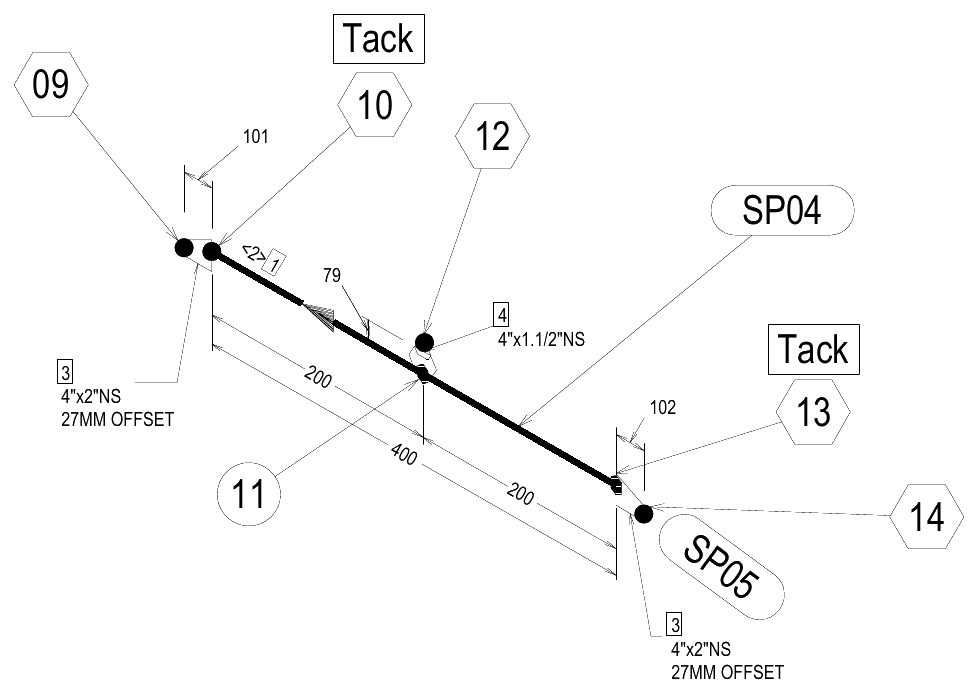 Tack
09
10
12
101
SP04
<2> 1
79
4
4"x1.1/2"NS
Tack
200
3
4"x2"NS
27MM OFFSET
13
102
400
11
200
14
SP05
3
4"x2"NS
27MM OFFSET